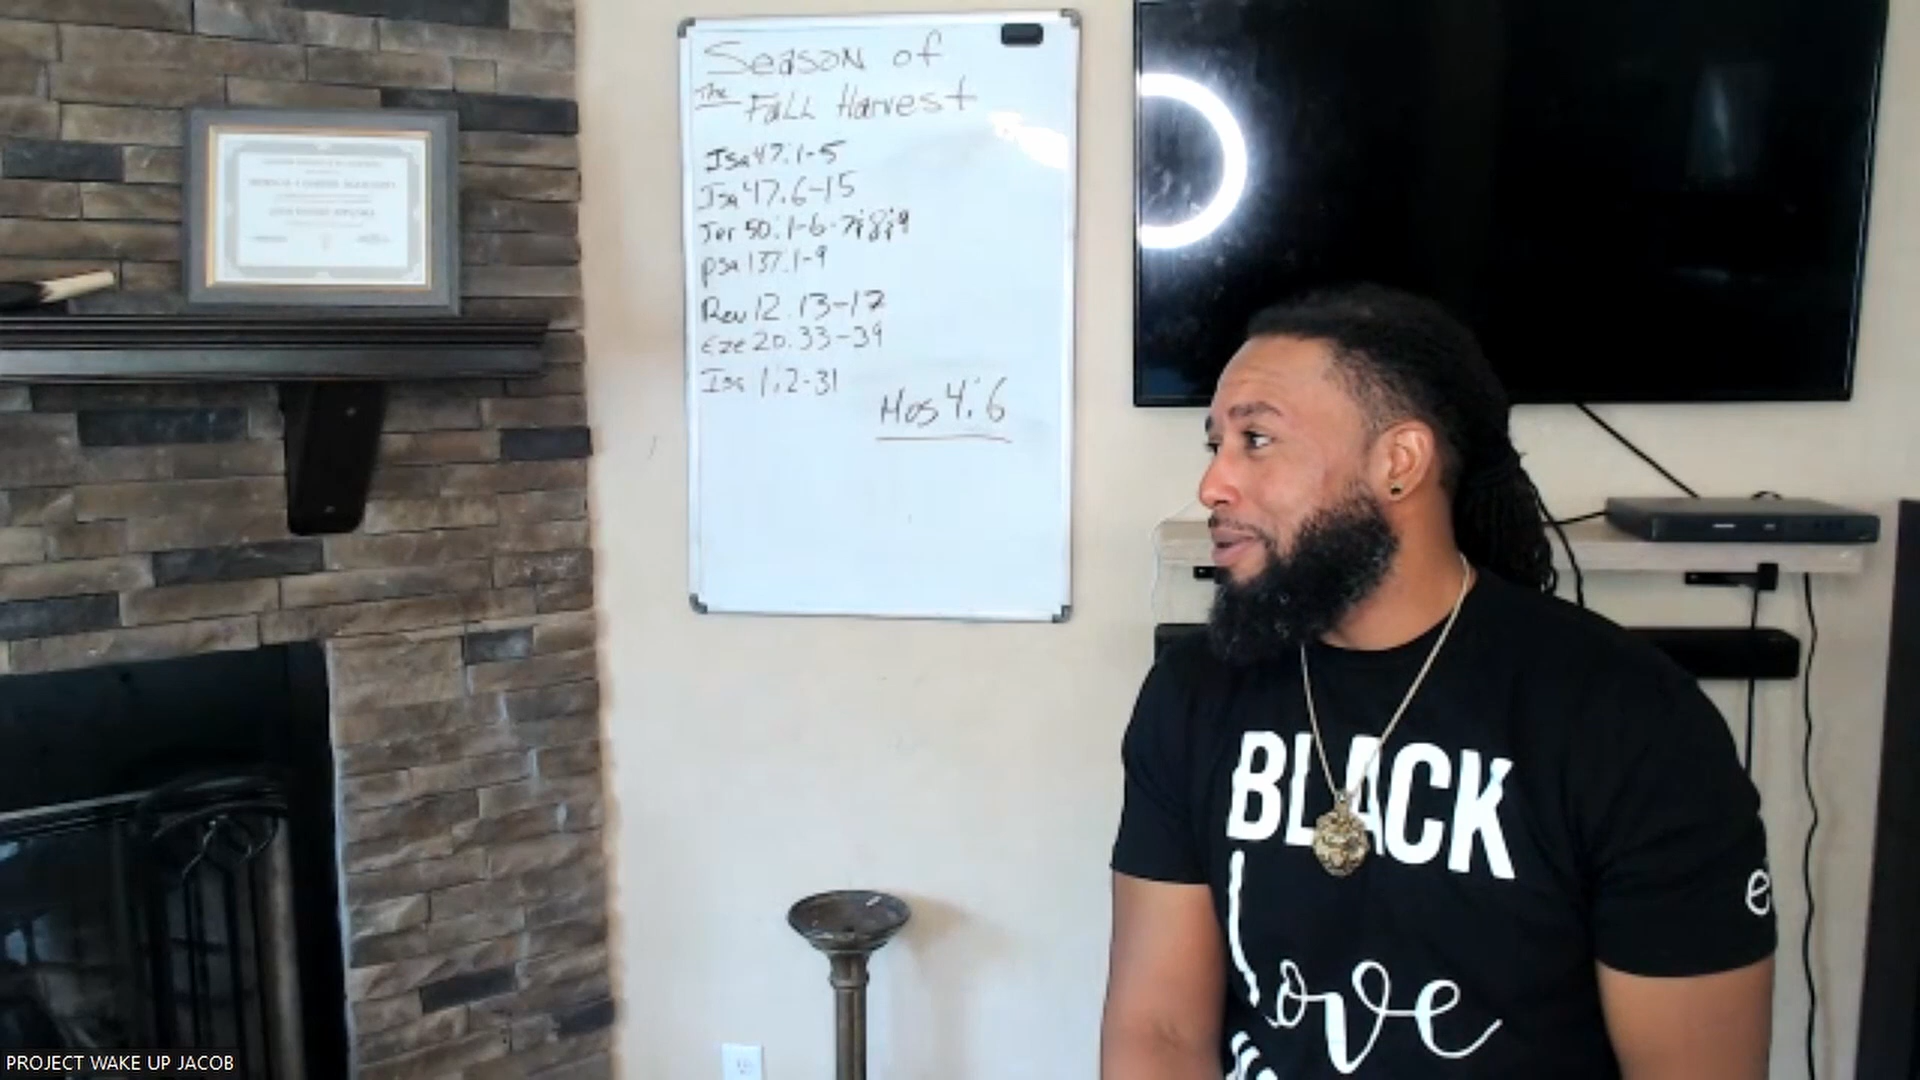 Season of
The Fall Harvest
Isa 47:1-5
Isa 47.6-15
Jer 50:1-6-7;8;9
psa 137.1-9
Rev 12.13-17
Eze 20.33-39
Isa 1:2-31
Hos 4:6
BLACK
love
e
PROJECT WAKE UP JACOB